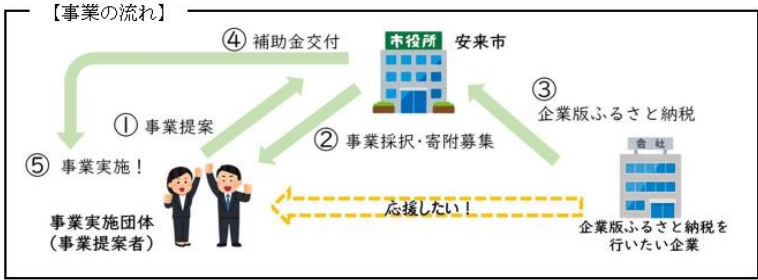 【事業の流れ】
④ 補助金交付
市役所
安来市
① 事業提案
③
企業版ふるさと納税
② 事業採択・寄附募集
会社
⑤ 事業実施！
応援したい！
事業実施団体
（事業提案者）
企業版ふるさと納税を
行いたい企業